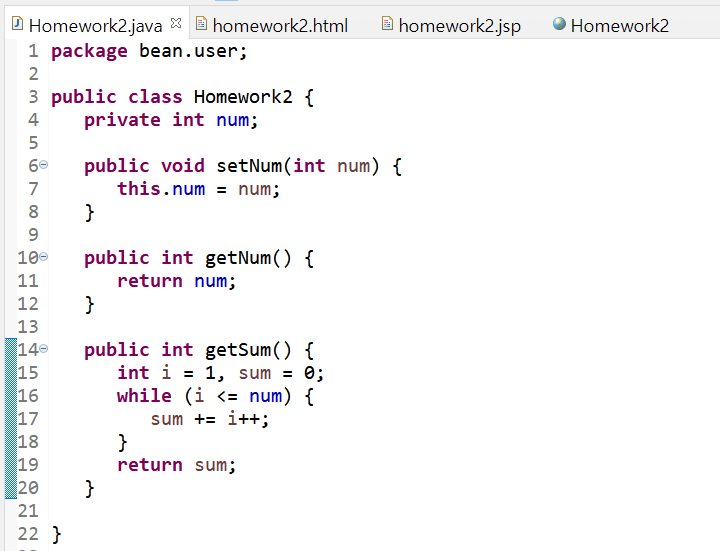 Homework2.java homework2.html homework2.jsp Homework2
1 package bean.user;
2
3 public class Homework2 {
4 private int num;
5
6 public void setNum(int num) {
7 this.num = num;
8 }
9
10 public int getNum() {
11 return num;
12 }
13
14 public int getSum() {
15 int i = 1, sum = 0;
16 while (i <= num) {
17 sum += i++;
18 }
19 return sum;
20 }
21
22 }